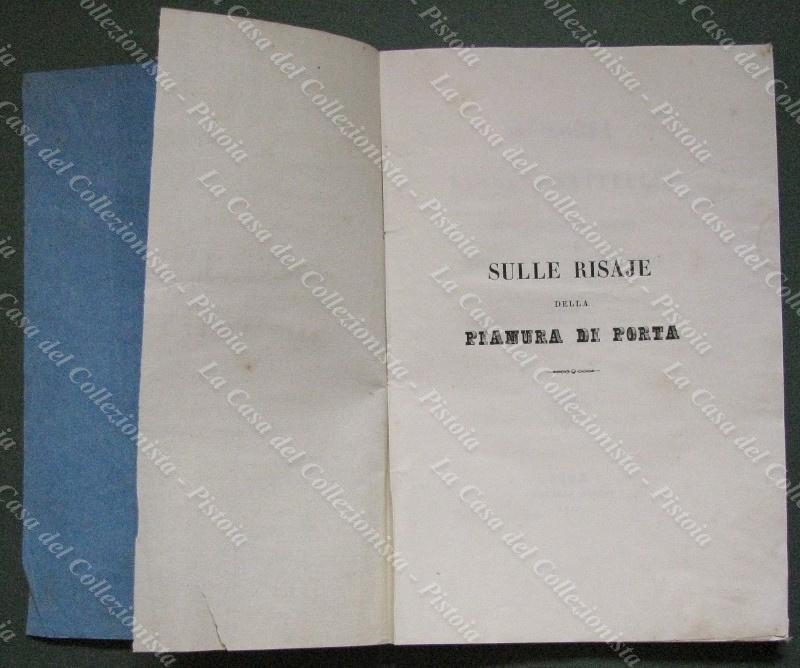 SULLE RISAJE
DELLA
PIANURA DI PORTA
La Casa del Collezionista - Pistoia